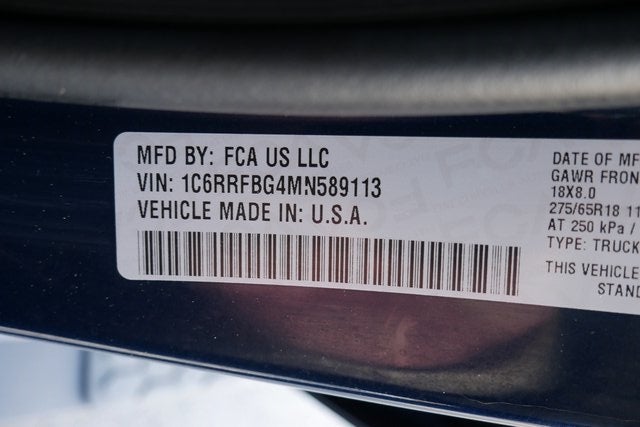 MFD BY: FCA US LLC
VIN: 1C6RRFBG4MN589113
VEHICLE MADE IN: U.S.A.
DATE OF MF
GAWR FRON
18X8.0
275/65R18 11
AT 250 kPa /
TYPE: TRUCK
THIS VEHICLE
STAND